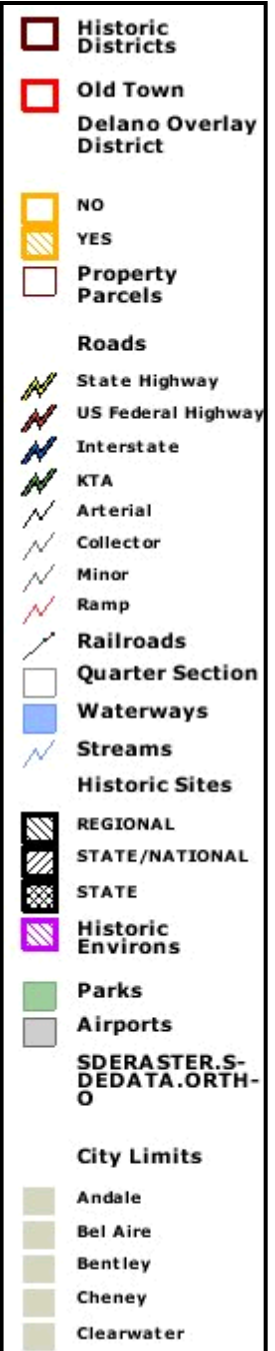 Historic
Districts
Old Town
Delano Overlay
District
NO
YES
Property
Parcels
Roads
State Highway
US Federal Highway
Interstate
KTA
Arterial
Collector
Minor
Ramp
Railroads
Quarter Section
Waterways
Streams
Historic Sites
REGIONAL
STATE/NATIONAL
STATE
Historic
Environs
Parks
Airports
SDERASTER.S-
DEDATA.ORTH-
O
City Limits
Andale
Bel Aire
Bentley
Cheney
Clearwater